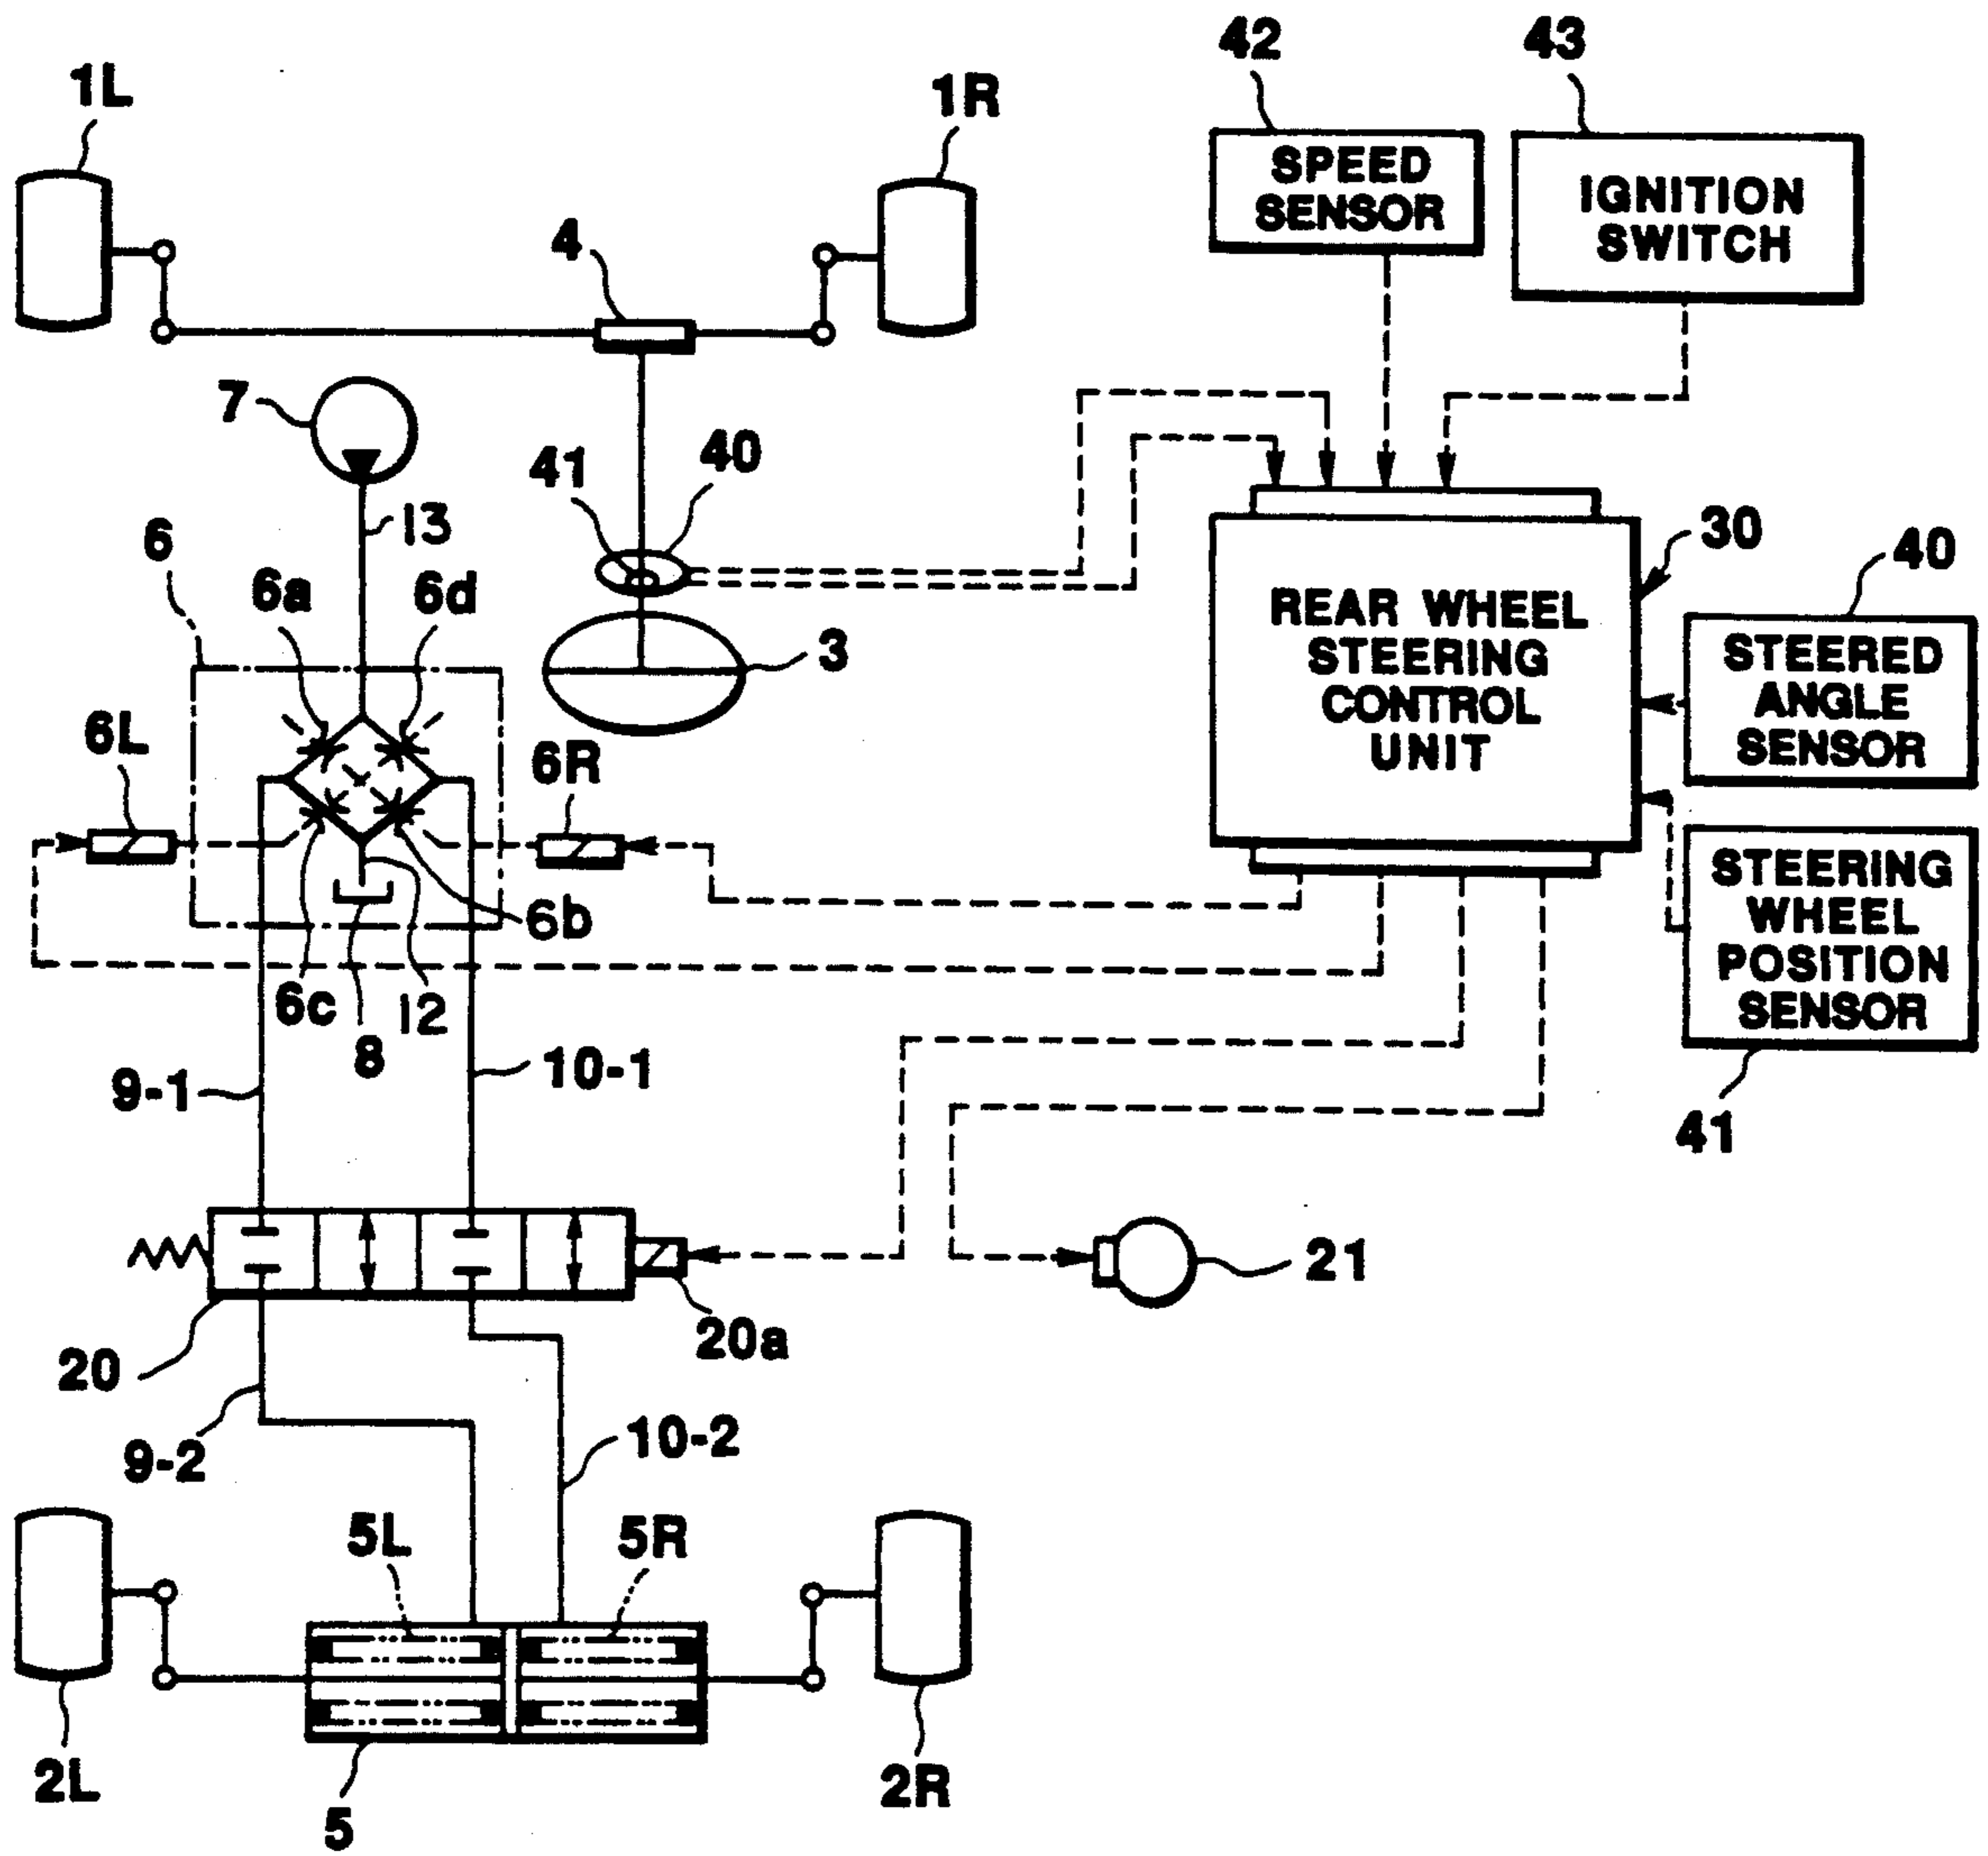 42
43
1L
1R
SPEED
SENSOR
IGNITION
SWITCH
4
7
41
40
13
6
6a
6d
30
40
REAR WHEEL
STEERING
CONTROL
UNIT
STEERED
ANGLE
SENSOR
3
6L
6R
STEERING
WHEEL
POSITION
SENSOR
6b
6c
12
8
9-1
10-1
41
21
20
20a
9-2
10-2
5L
5R
2L
2R
5